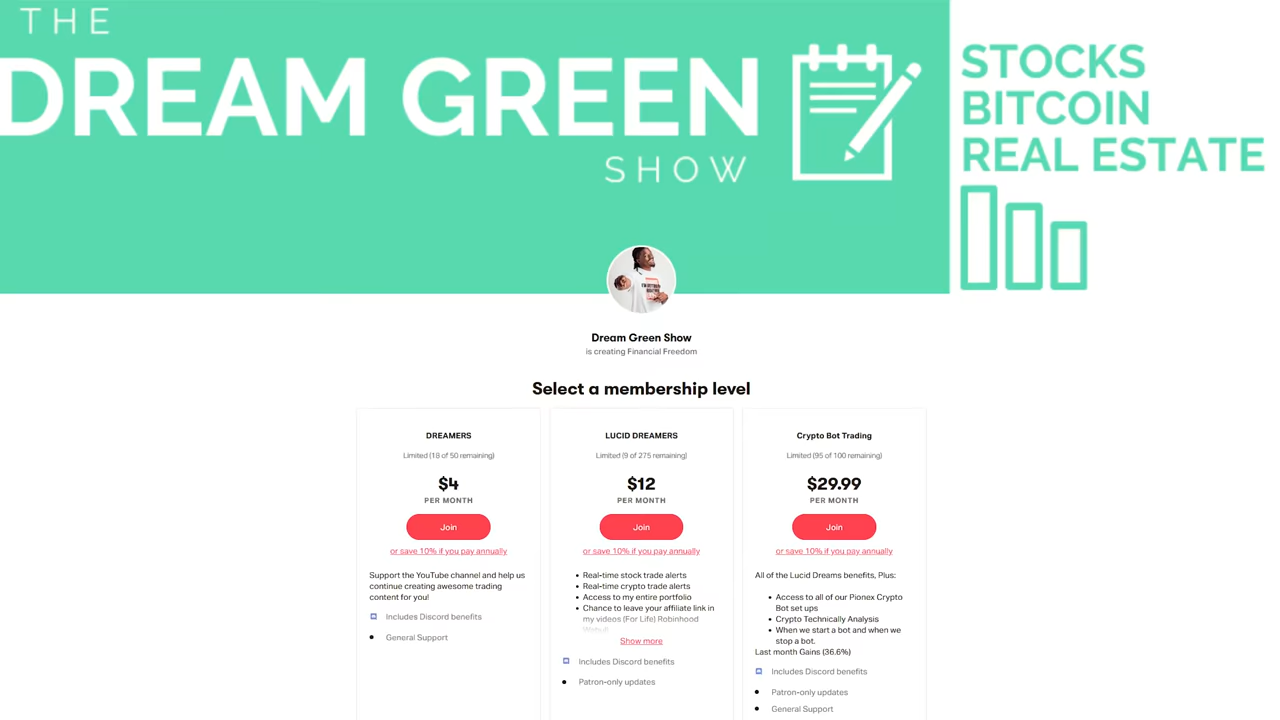 THE
DREAM GREEN
SHOW
STOCKS
BITCOIN
REAL ESTATE
Dream Green Show
is creating Financial Freedom
Select a membership level
DREAMERS
Limited (18 of 50 remaining)
$4
PER MONTH
Join
or save 10% if you pay annually
Support the YouTube channel and help us
continue creating awesome trading
content for you!
Includes Discord benefits
General Support
LUCID DREAMERS
Limited (9 of 275 remaining)
$12
PER MONTH
Join
or save 10% if you pay annually
Real-time stock trade alerts
Real-time crypto trade alerts
Access to my entire portfolio
Chance to leave your affiliate link in
my videos (For Life) Robinhood
Show more
Includes Discord benefits
Patron-only updates
Crypto Bot Trading
Limited (95 of 100 remaining)
$29.99
PER MONTH
Join
or save 10% if you pay annually
All of the Lucid Dreams benefits, Plus:
Access to all of our Pionex Crypto
Bot set ups
Crypto Technically Analysis
When we start a bot and when we
stop a bot.
Last month Gains (36.6%)
Includes Discord benefits
Patron-only updates
General Support